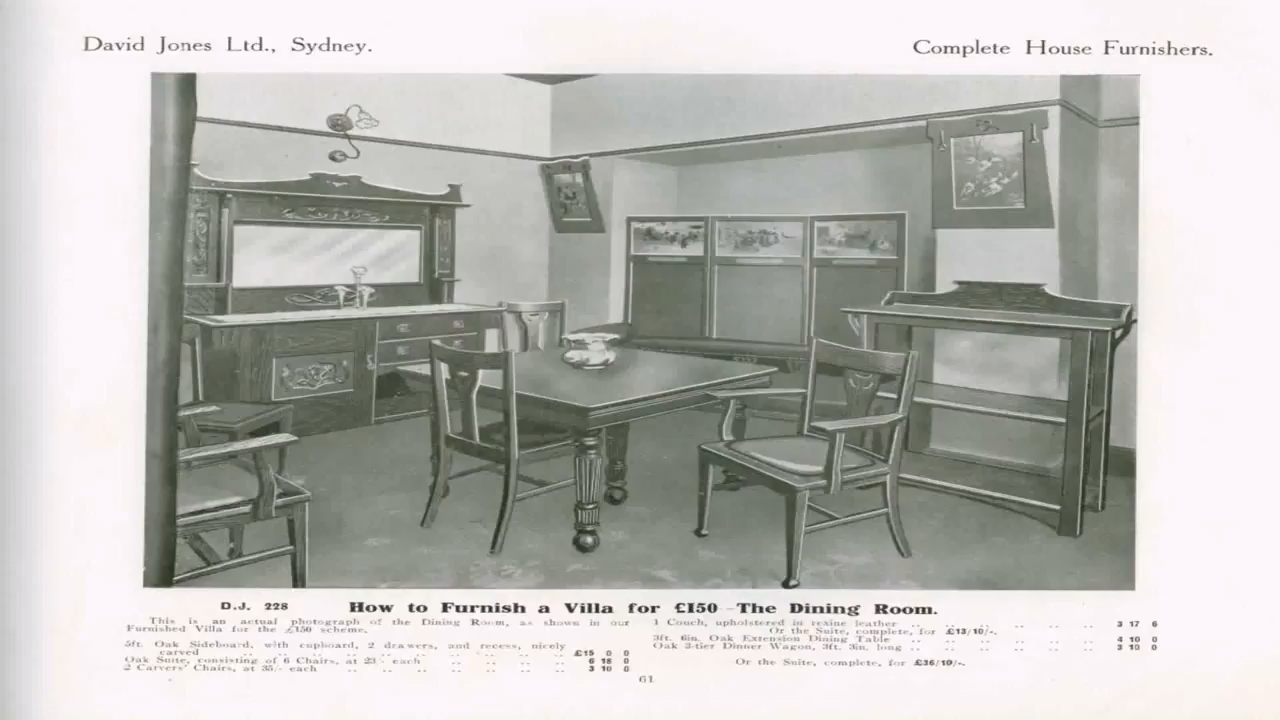 David Jones Ltd., Sydney.
Complete House Furnishers.
D.J. 228 How to Furnish a Villa for £150—The Dining Room.
This is an actual photograph of the Dining Room, as shown in our
Furnished Villa for the £150 scheme.
5ft. Oak Sideboard, with cupboard, 2 drawers, and recess, nicely
carved .. .. .. .. .. £15 0 0
Oak Suite, consisting of 6 Chairs, at 23/- each .. .. .. .. 6 18 0
2 Carvers' Chairs, at 35/- each .. .. .. .. .. .. 3 10 0
1 Couch, upholstered in rexine leather .. .. .. .. .. .. 3 17 6
Or the Suite, complete, for £13/10/-.
3ft. 6in. Oak Extension Dining Table .. .. .. .. .. .. 4 10 0
Oak 3-tier Dinner Wagon, 3ft. 3in. long .. .. .. .. .. .. 3 10 0
Or the Suite, complete, for £36/10/-.
61